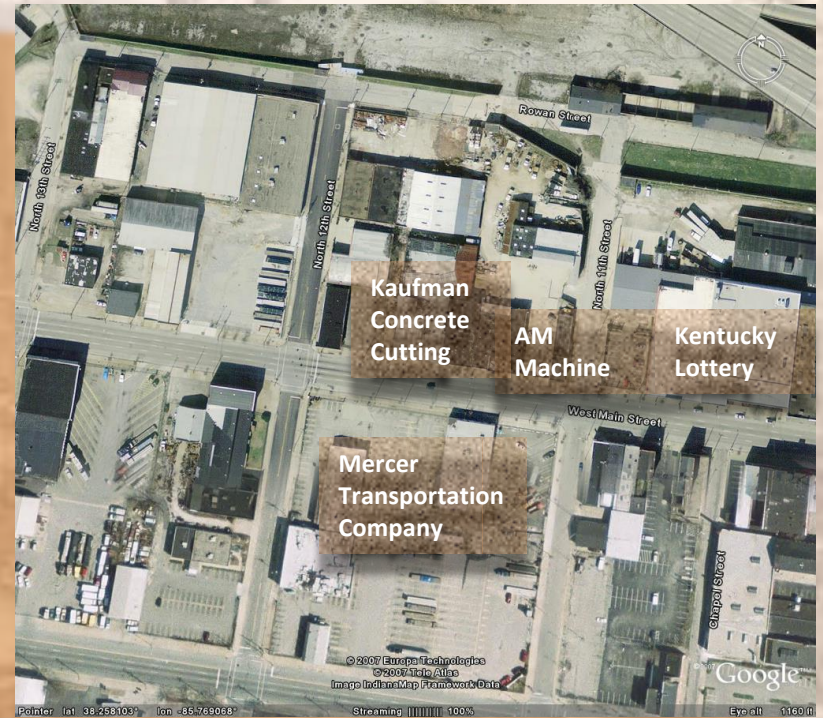 N
Rowan Street
North 13th Street
North 12th Street
North 11th Street
Kaufman
Concrete
Cutting
AM
Machine
Kentucky
Lottery
West Main Street
Mercer
Transportation
Company
Chapel Street
© 2007 Europa Technologies
© 2007 Tele Atlas
Image IndianaMap Framework Data
© 2007 Google™
Pointer lat 38.258103° lon -85.769068° Streaming |||||||||| 100% Eye alt 1160 ft